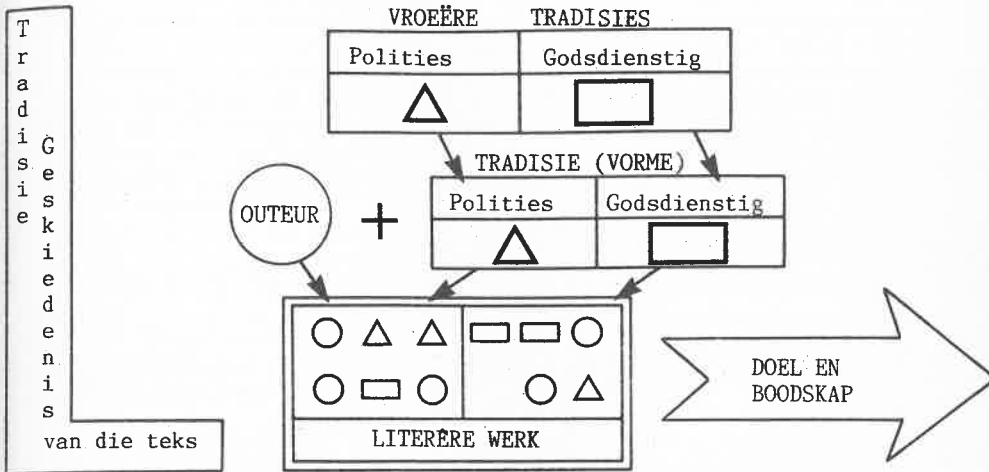 Tradisie
Geskiedenis
van die teks
VROEËRE TRADISIES
Polities Godsdienstig
TRADISIE (VORME)
Polities Godsdienstig
OUTEUR +
LITERÊRE WERK
DOEL EN
BOODSKAP